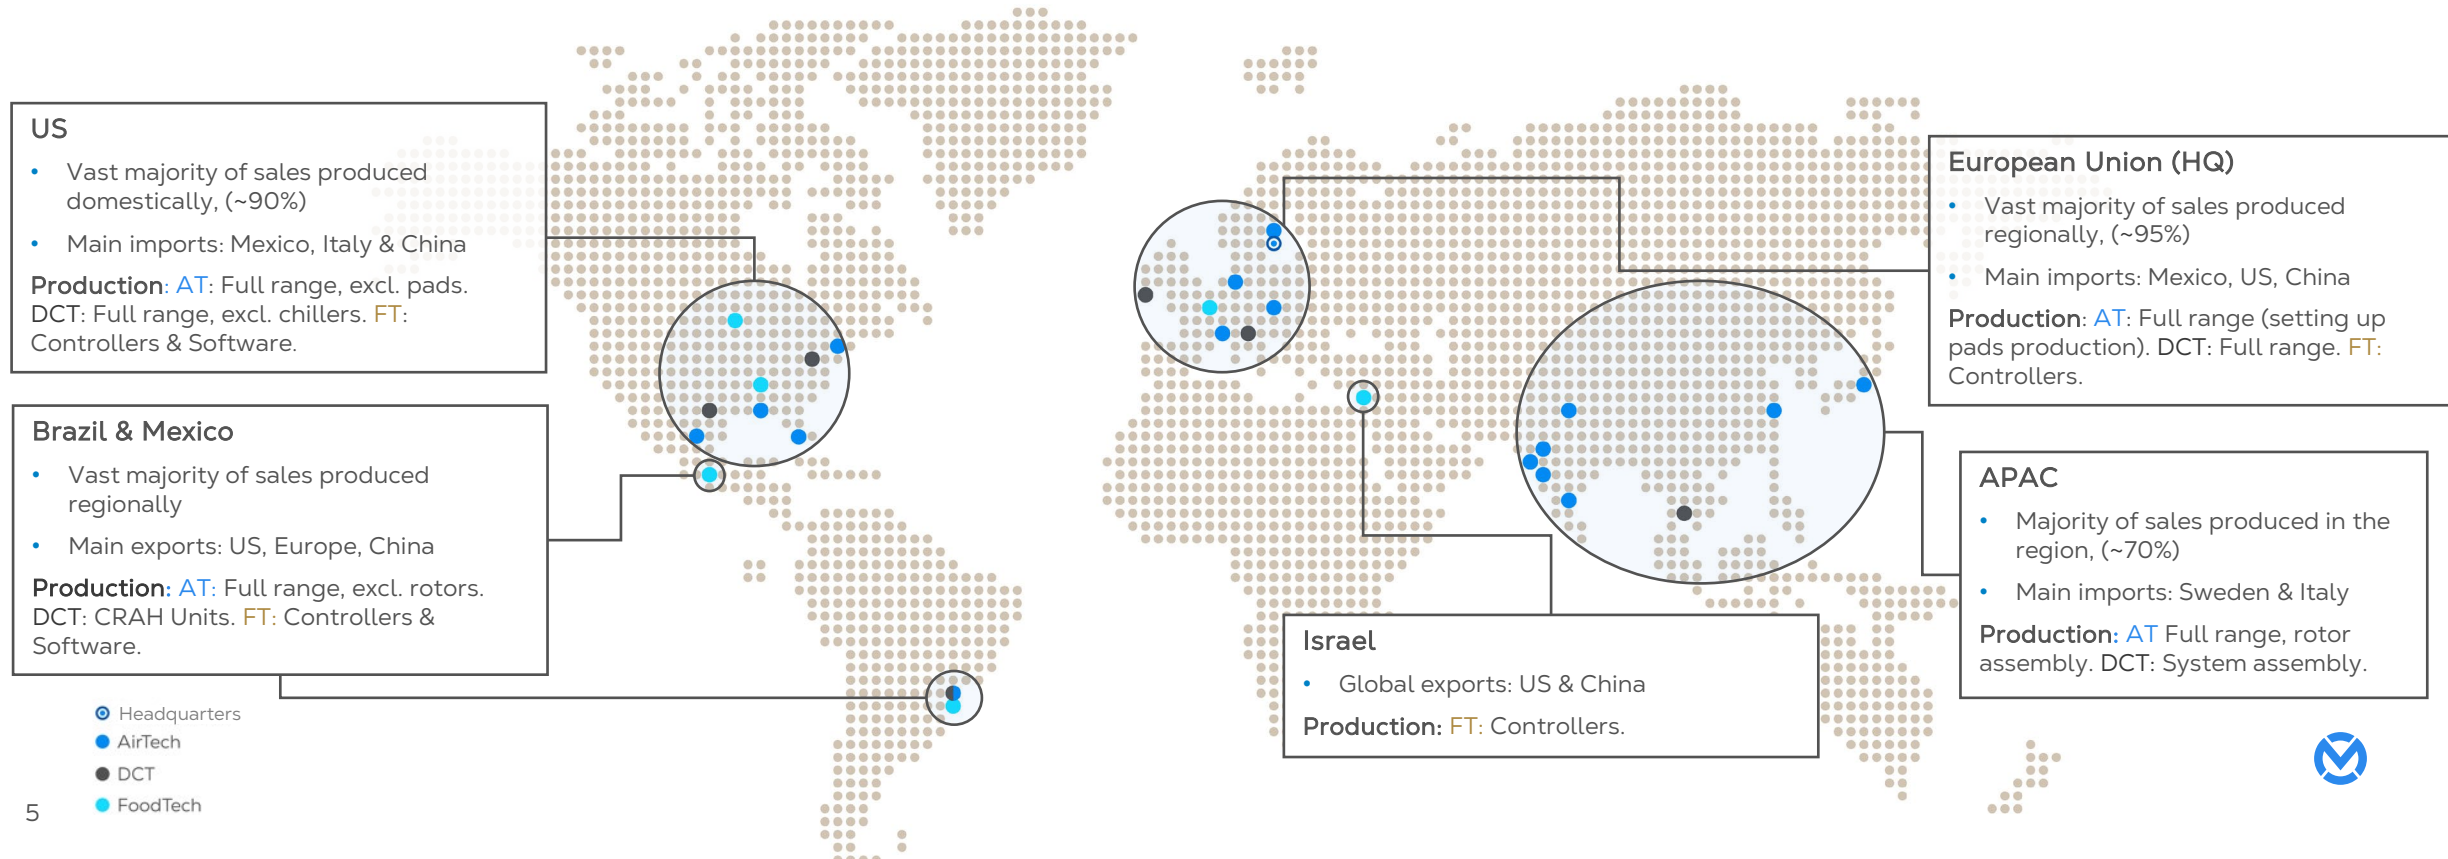 US
• Vast majority of sales produced
domestically, (~90%)
• Main imports: Mexico, Italy & China
Production: AT: Full range, excl. pads.
DCT: Full range, excl. chillers. FT:
Controllers & Software.
Brazil & Mexico
• Vast majority of sales produced
regionally
• Main exports: US, Europe, China
Production: AT: Full range, excl. rotors.
DCT: CRAH Units. FT: Controllers &
Software.
Headquarters
AirTech
DCT
FoodTech
5
Israel
• Global exports: US & China
Production: FT: Controllers.
European Union (HQ)
• Vast majority of sales produced
regionally, (~95%)
• Main imports: Mexico, US, China
Production: AT: Full range (setting up
pads production). DCT: Full range. FT:
Controllers.
APAC
• Majority of sales produced in the
region, (~70%)
• Main imports: Sweden & Italy
Production: AT Full range, rotor
assembly. DCT: System assembly.